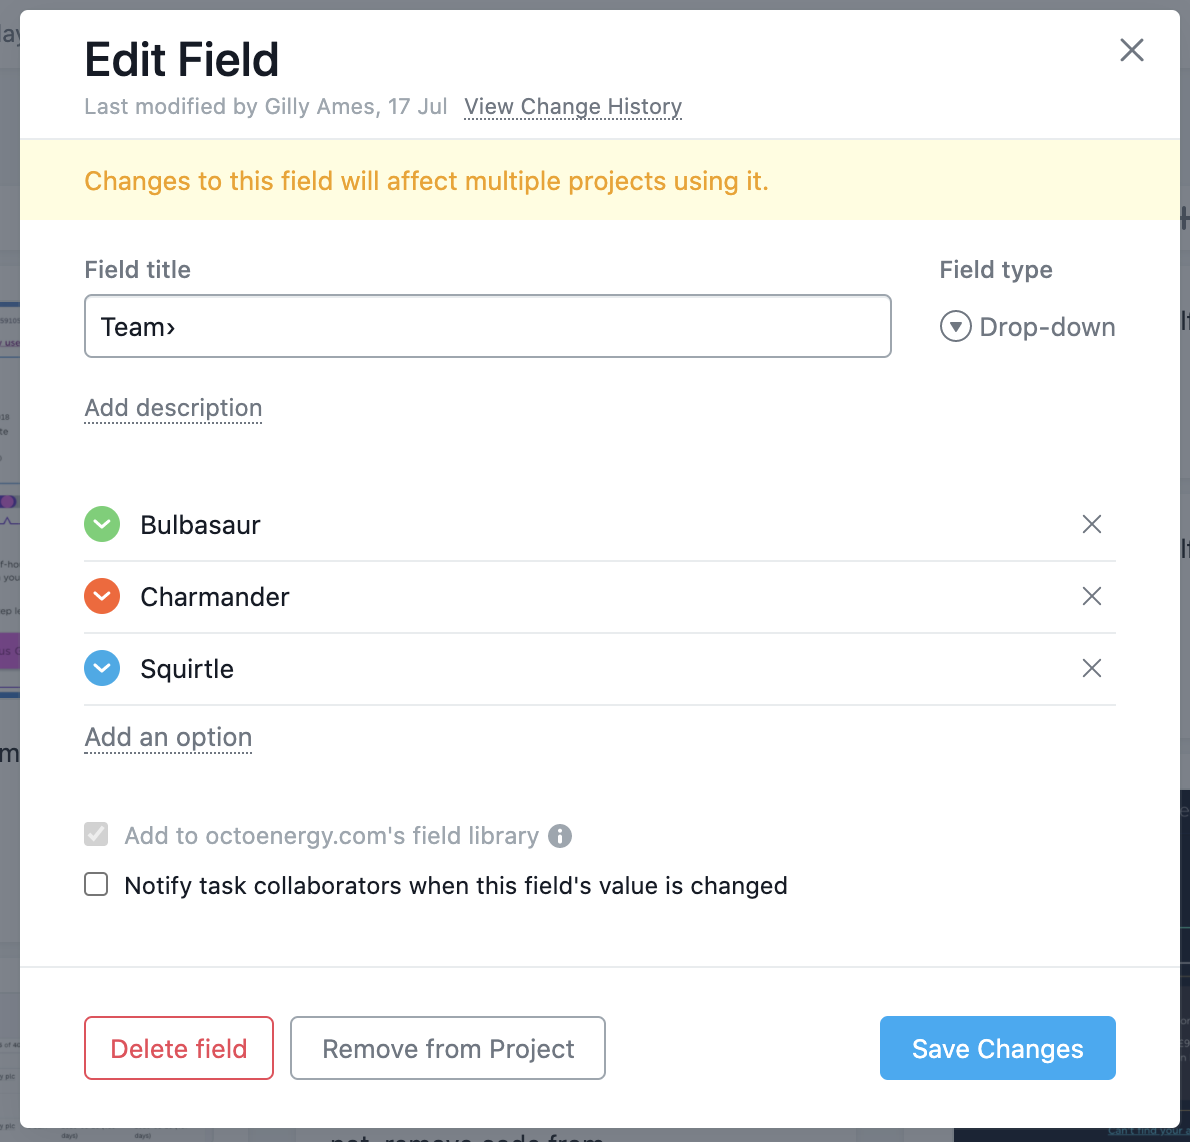 Edit Field
Last modified by Gilly Ames, 17 Jul View Change History
Changes to this field will affect multiple projects using it.
Field title
Field type
Team›
Drop-down
Add description
Bulbasaur
Charmander
Squirtle
Add an option
Add to octoenergy.com's field library
Notify task collaborators when this field's value is changed
Delete field
Remove from Project
Save Changes